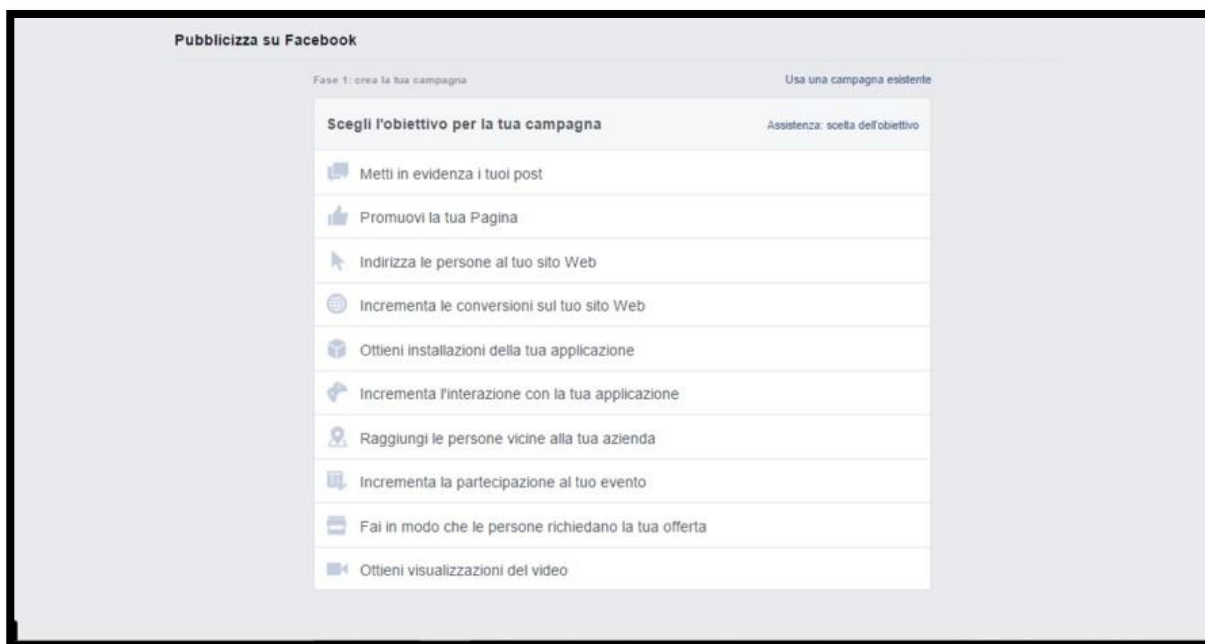 Pubblicizza su Facebook
Fase 1: crea la tua campagna
Usa una campagna esistente
Scegli l'obiettivo per la tua campagna
Assistenza: scelta dell'obiettivo
Metti in evidenza i tuoi post
Promuovi la tua Pagina
Indirizza le persone al tuo sito Web
Incrementa le conversioni sul tuo sito Web
Ottieni installazioni della tua applicazione
Incrementa l'interazione con la tua applicazione
Raggiungi le persone vicine alla tua azienda
Incrementa la partecipazione al tuo evento
Fai in modo che le persone richiedano la tua offerta
Ottieni visualizzazioni del video